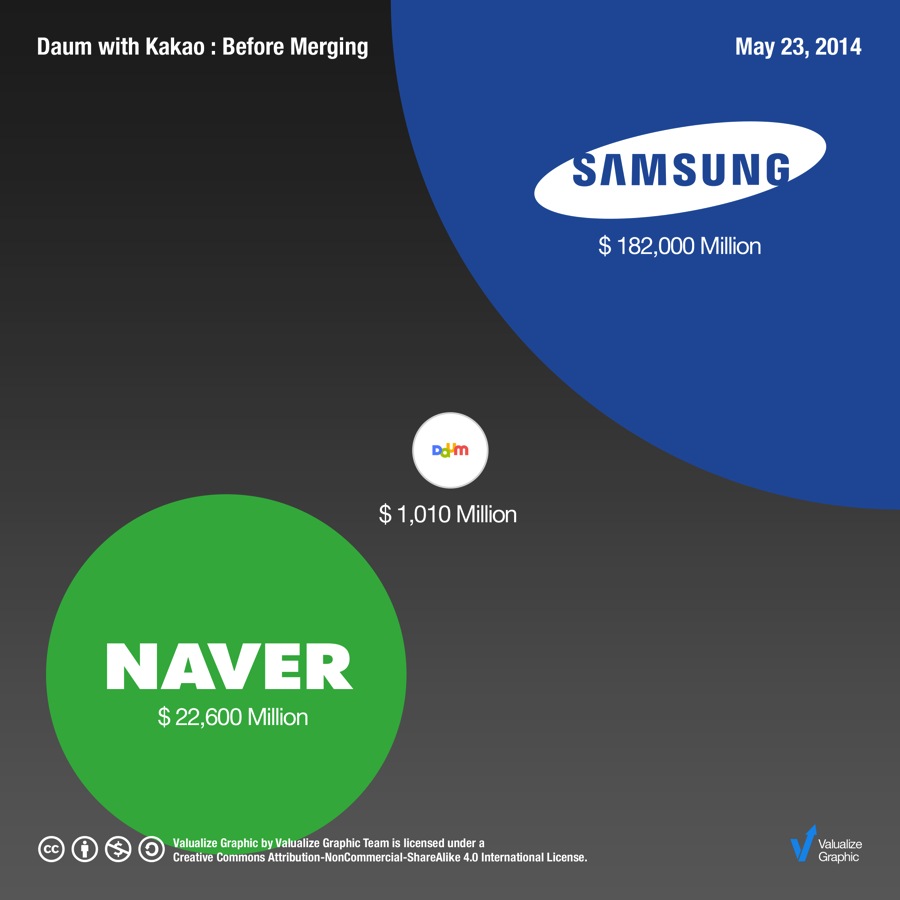 Daum with Kakao : Before Merging
May 23, 2014
SAMSUNG
$ 182,000 Million
Daum
$ 1,010 Million
NAVER
$ 22,600 Million
cc
Valualize Graphic by Valualize Graphic Team is licensed under a
Creative Commons Attribution-NonCommercial-ShareAlike 4.0 International License.
Valualize
Graphic